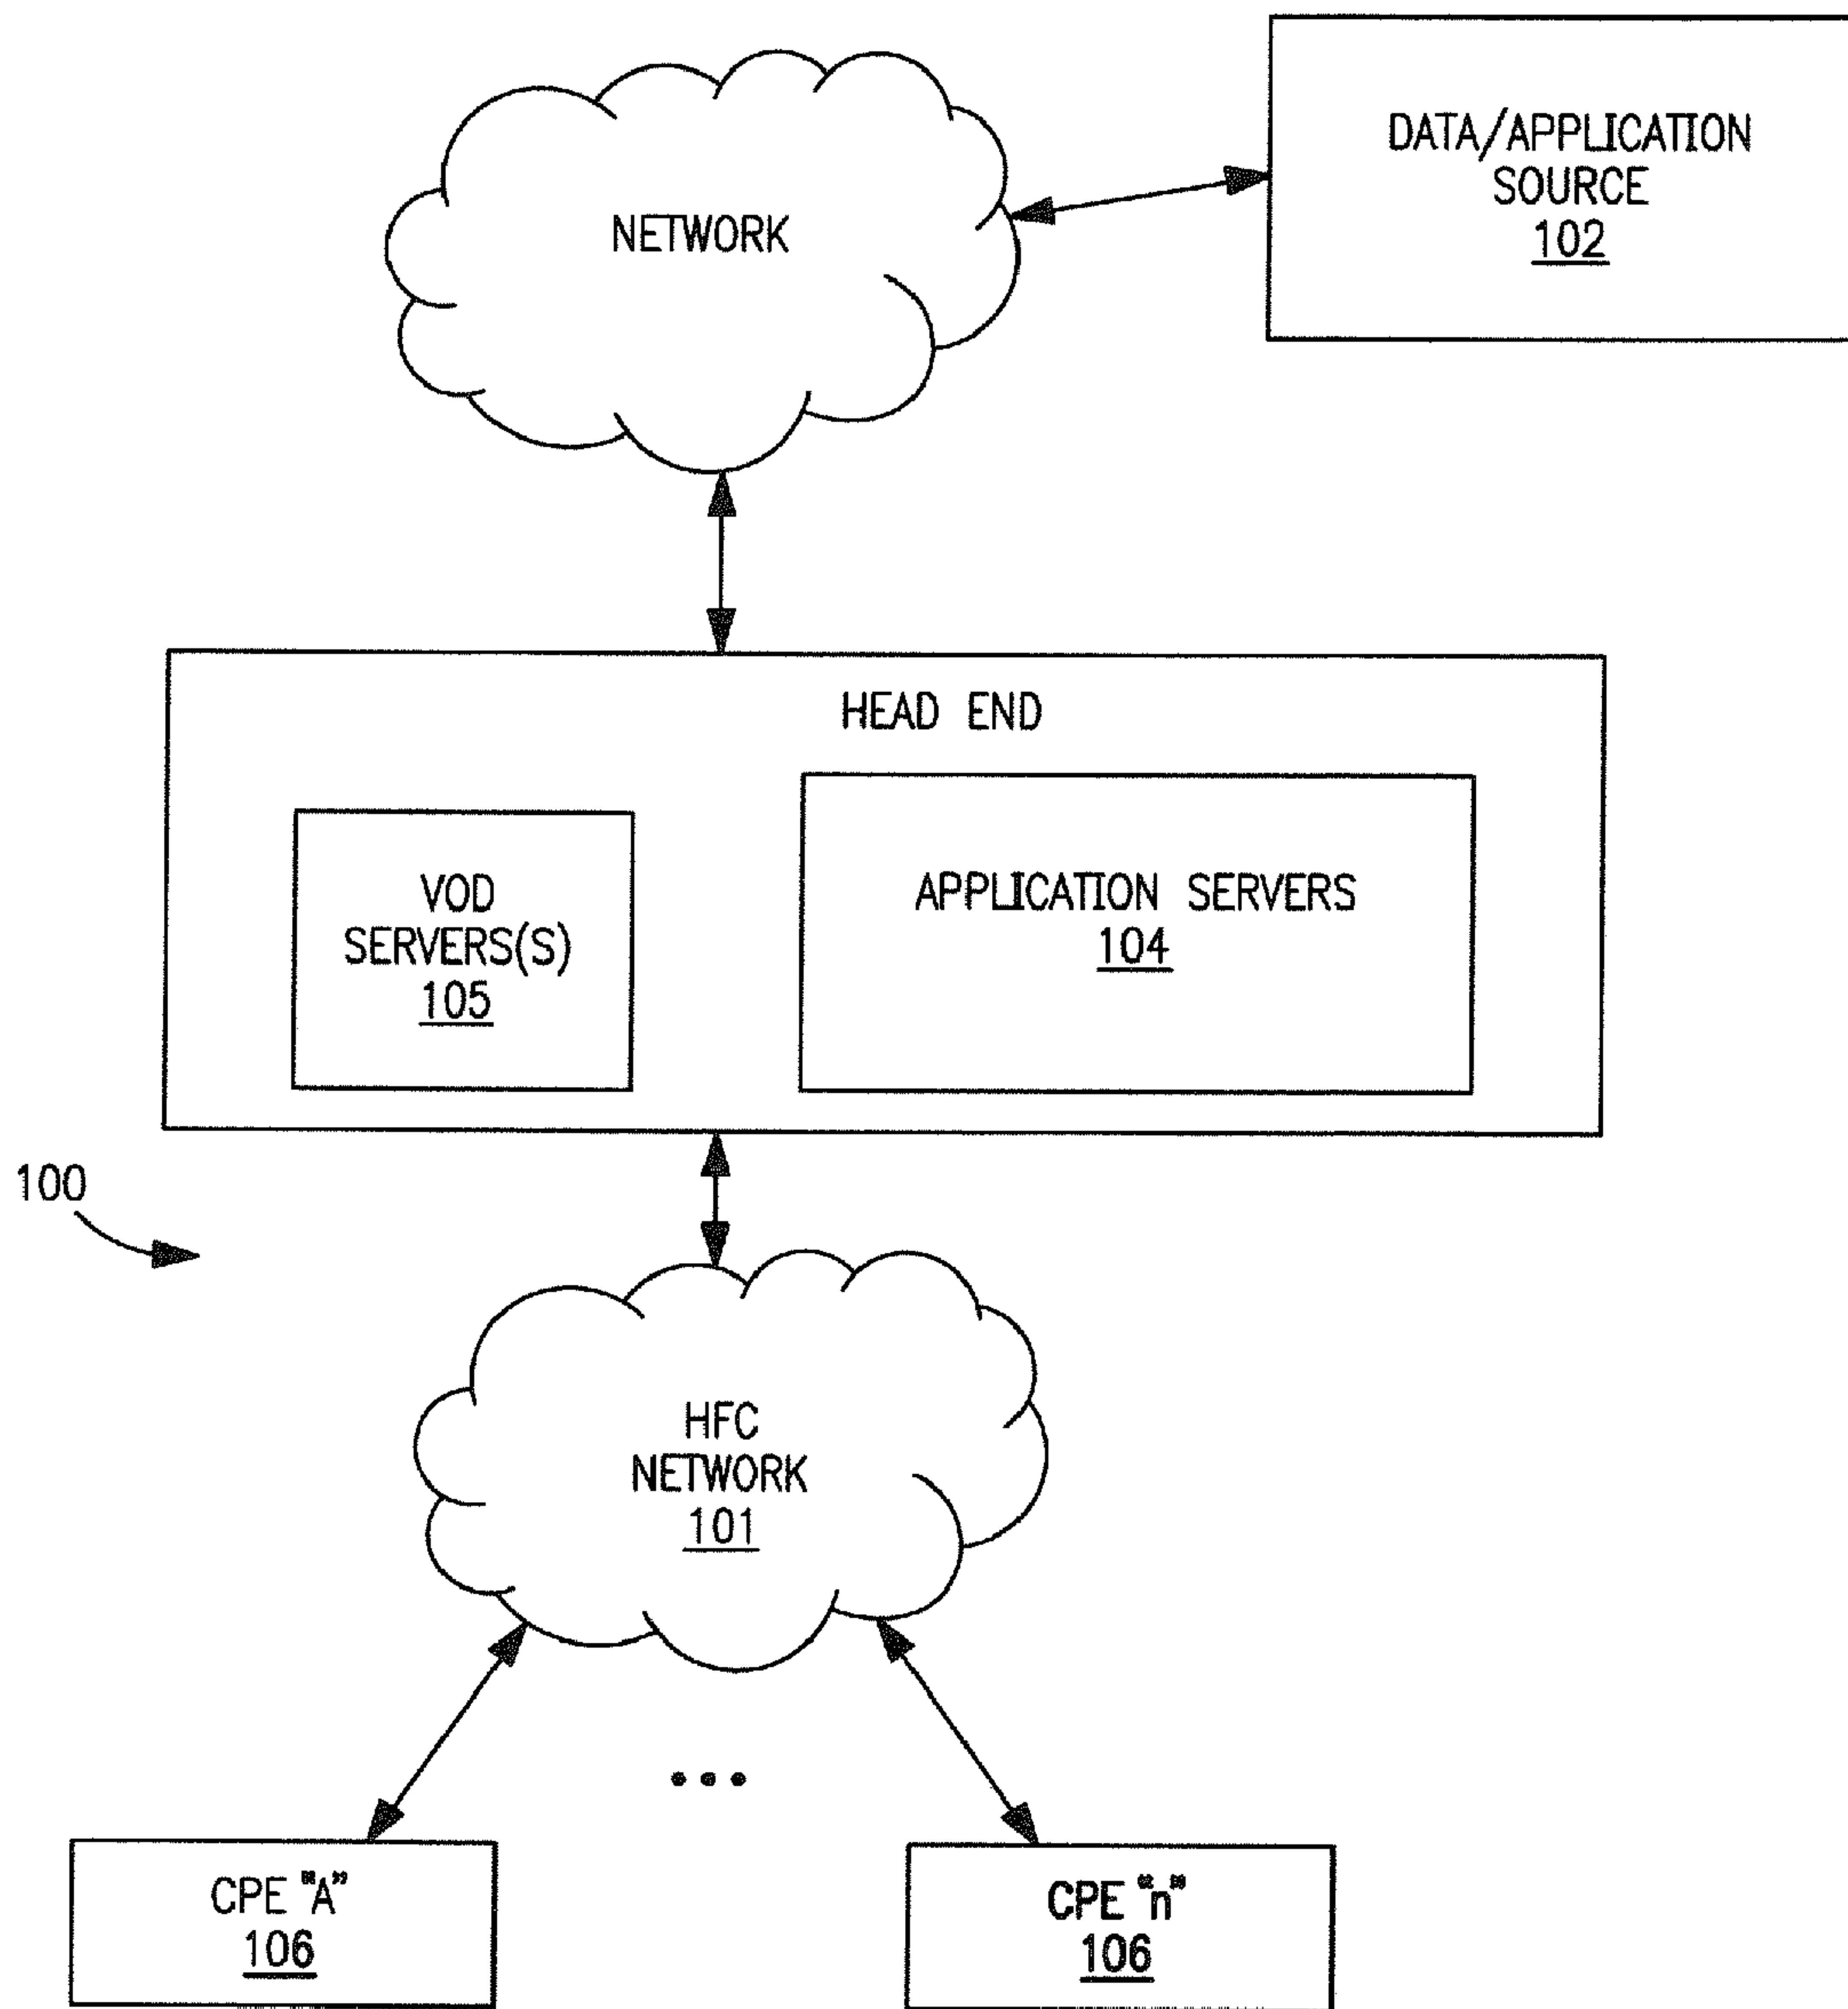 NETWORK
DATA/APPLICATION
SOURCE
102
HEAD END
VOD
SERVERS(S)
105
APPLICATION SERVERS
104
100
HFC
NETWORK
101
CPE "A"
106
CPE "n"
106